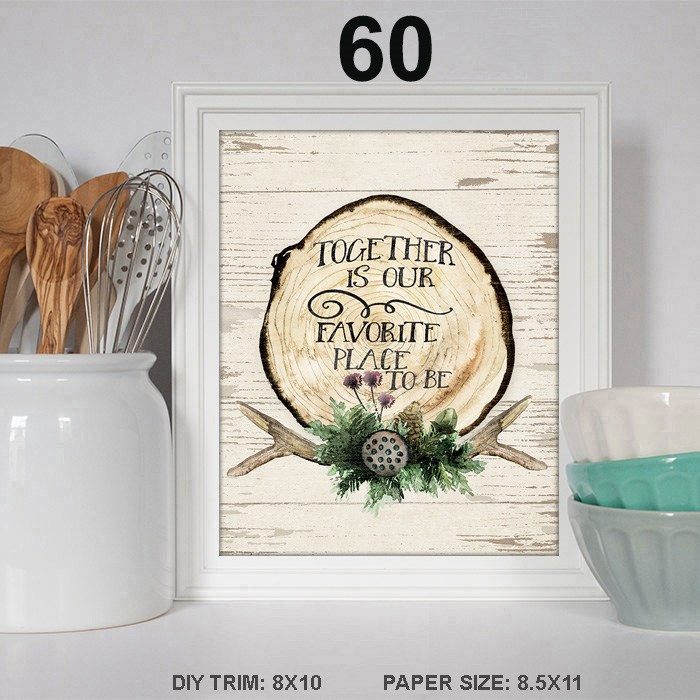 60
TOGETHER
IS OUR
FAVORITE
PLACE
TO BE
DIY TRIM: 8X10 PAPER SIZE: 8.5X11